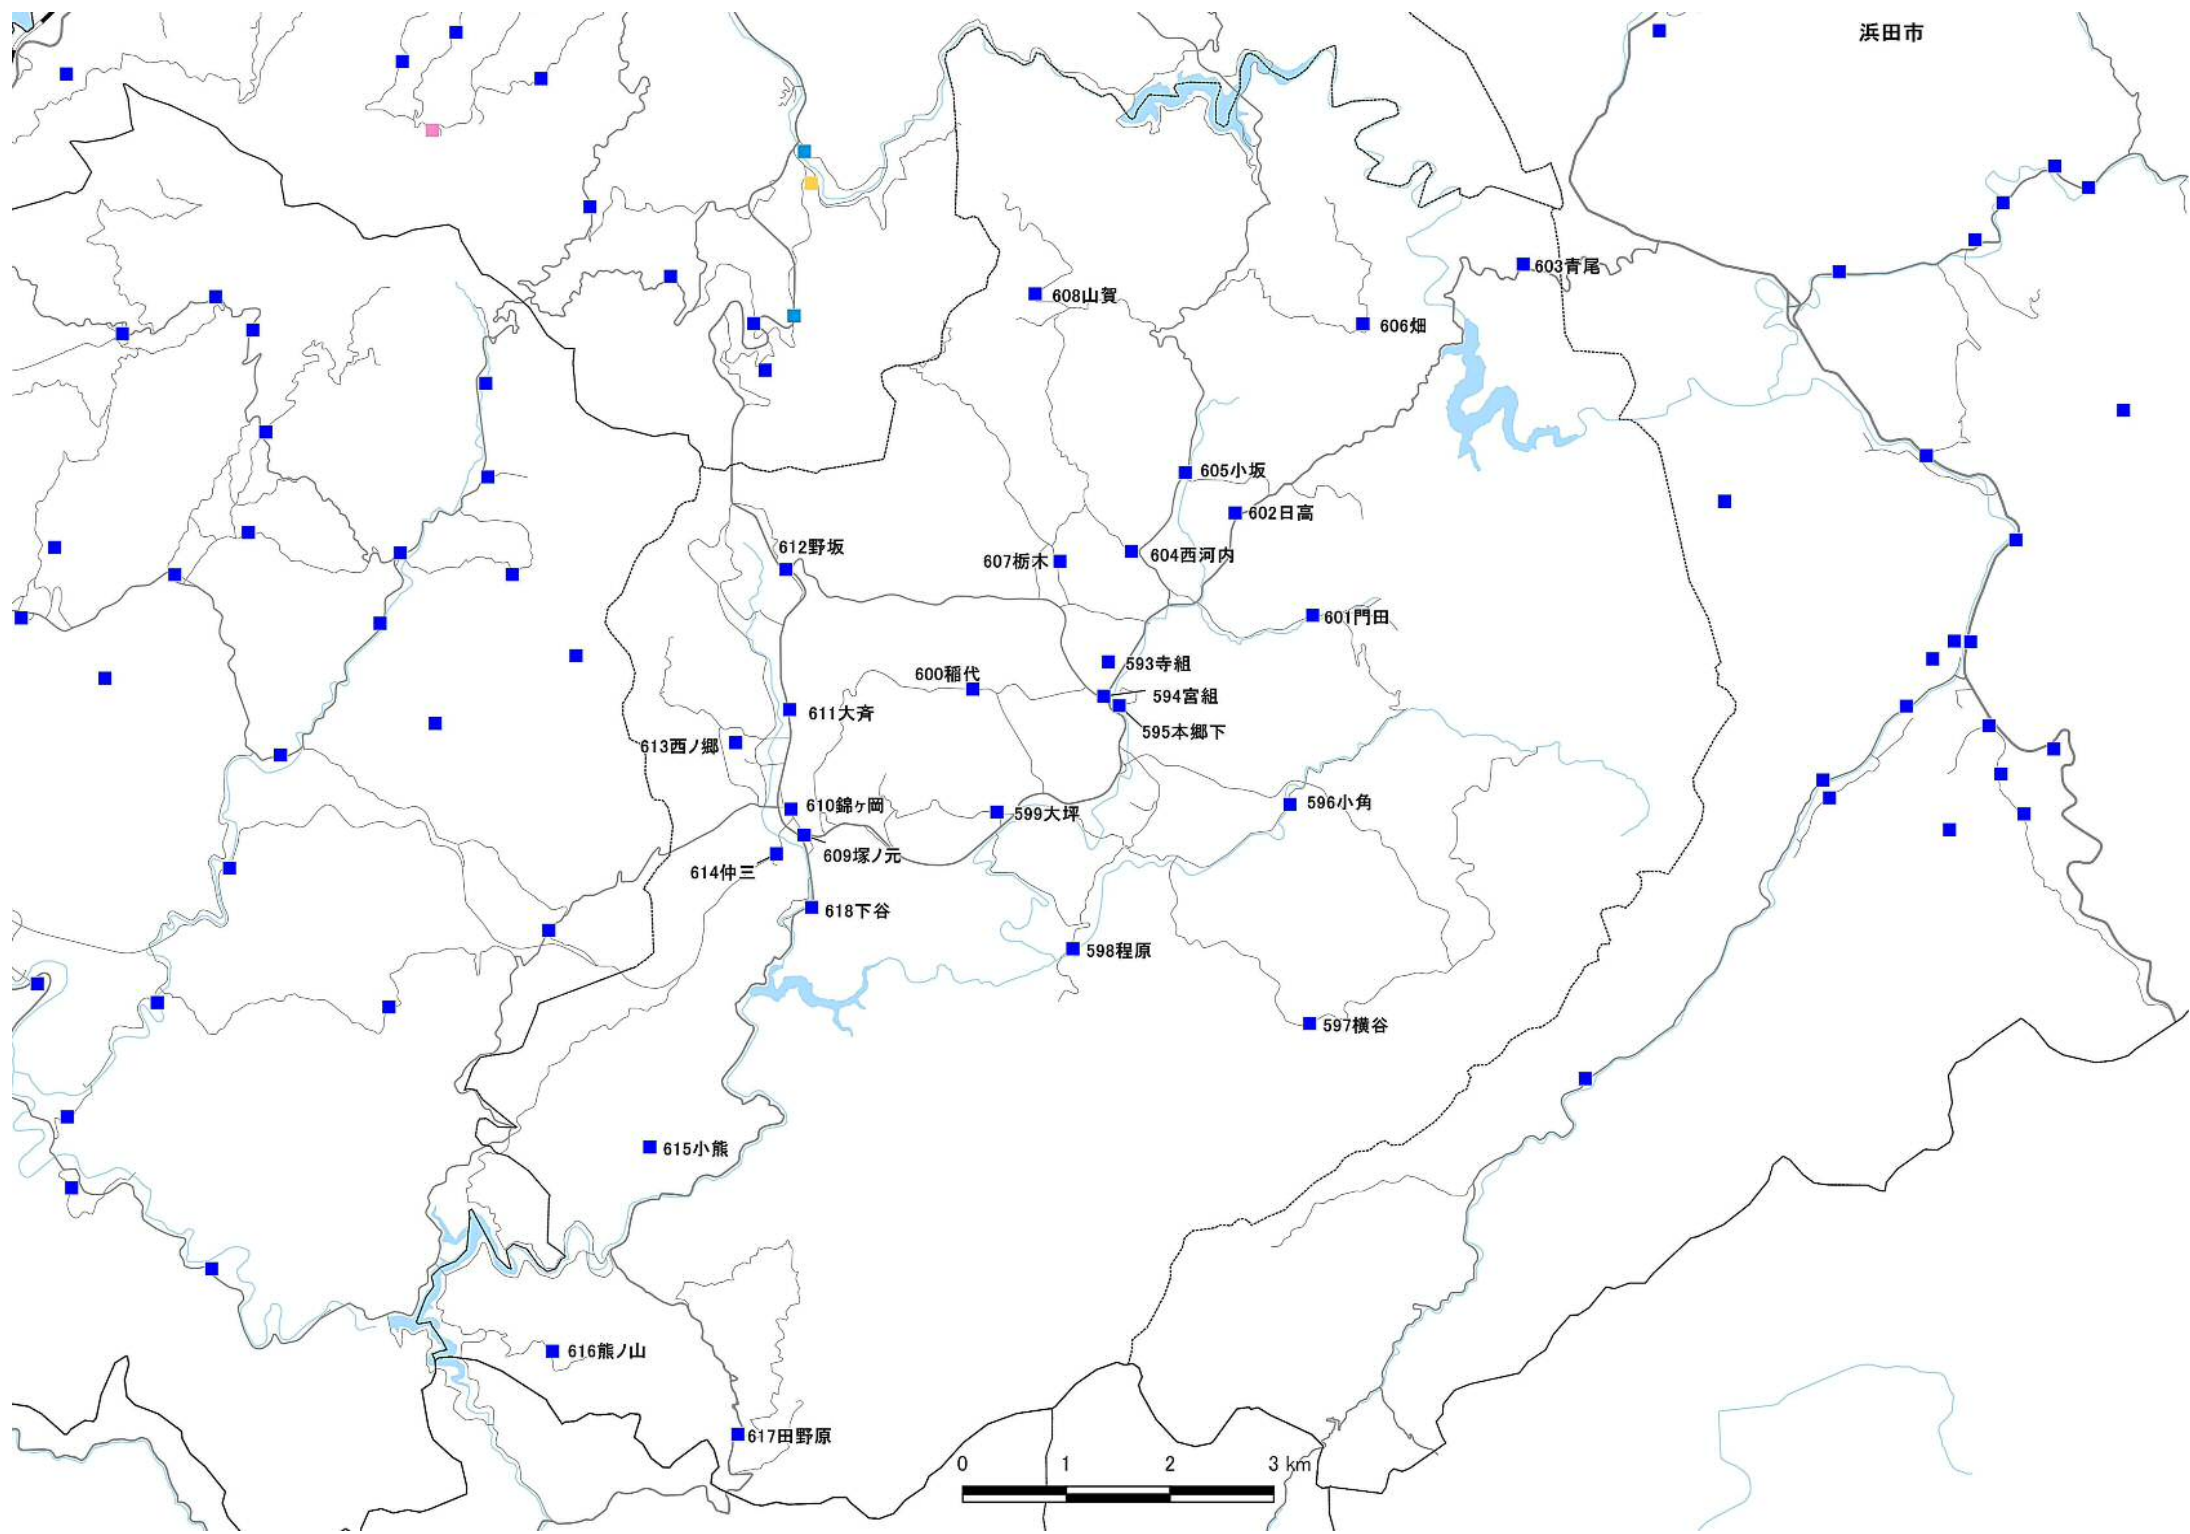 浜田市
603青尾
608山賀
606畑
605小坂
602日高
612野坂
604西河内
607栃木
601門田
593寺組
600稲代
594宮組
611大斉
595本郷下
613西ノ郷
596小角
610錦ヶ岡
599大坪
609塚ノ元
614仲三
618下谷
598程原
597横谷
615小熊
616熊ノ山
617田野原
0 1 2 3 km